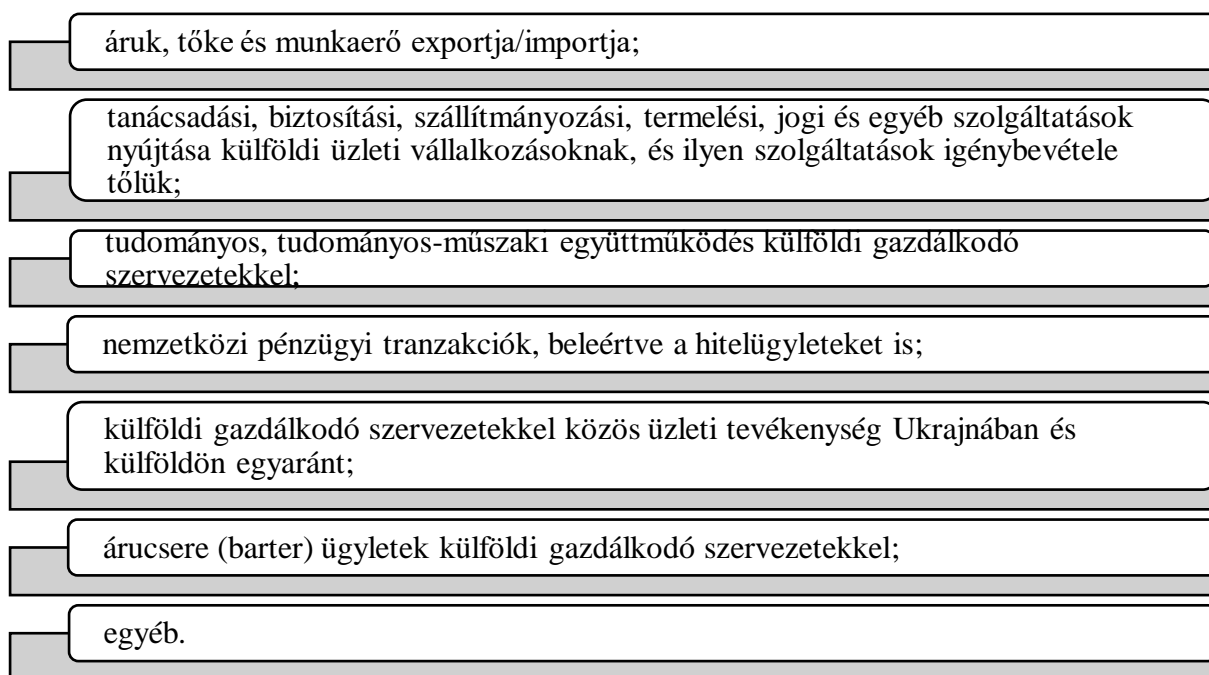 áruk, tőke és munkaerő exportja/importja;
tanácsadási, biztosítási, szállítmányozási, termelési, jogi és egyéb szolgáltatások
nyújtása külföldi üzleti vállalkozásoknak, és ilyen szolgáltatások igénybevétele
tőlük;
tudományos, tudományos-műszaki együttműködés külföldi gazdálkodó
szervezetekkel;
nemzetközi pénzügyi tranzakciók, beleértve a hitelügyleteket is;
külföldi gazdálkodó szervezetekkel közös üzleti tevékenység Ukrajnában és
külföldön egyaránt;
árucsere (barter) ügyletek külföldi gazdálkodó szervezetekkel;
egyéb.